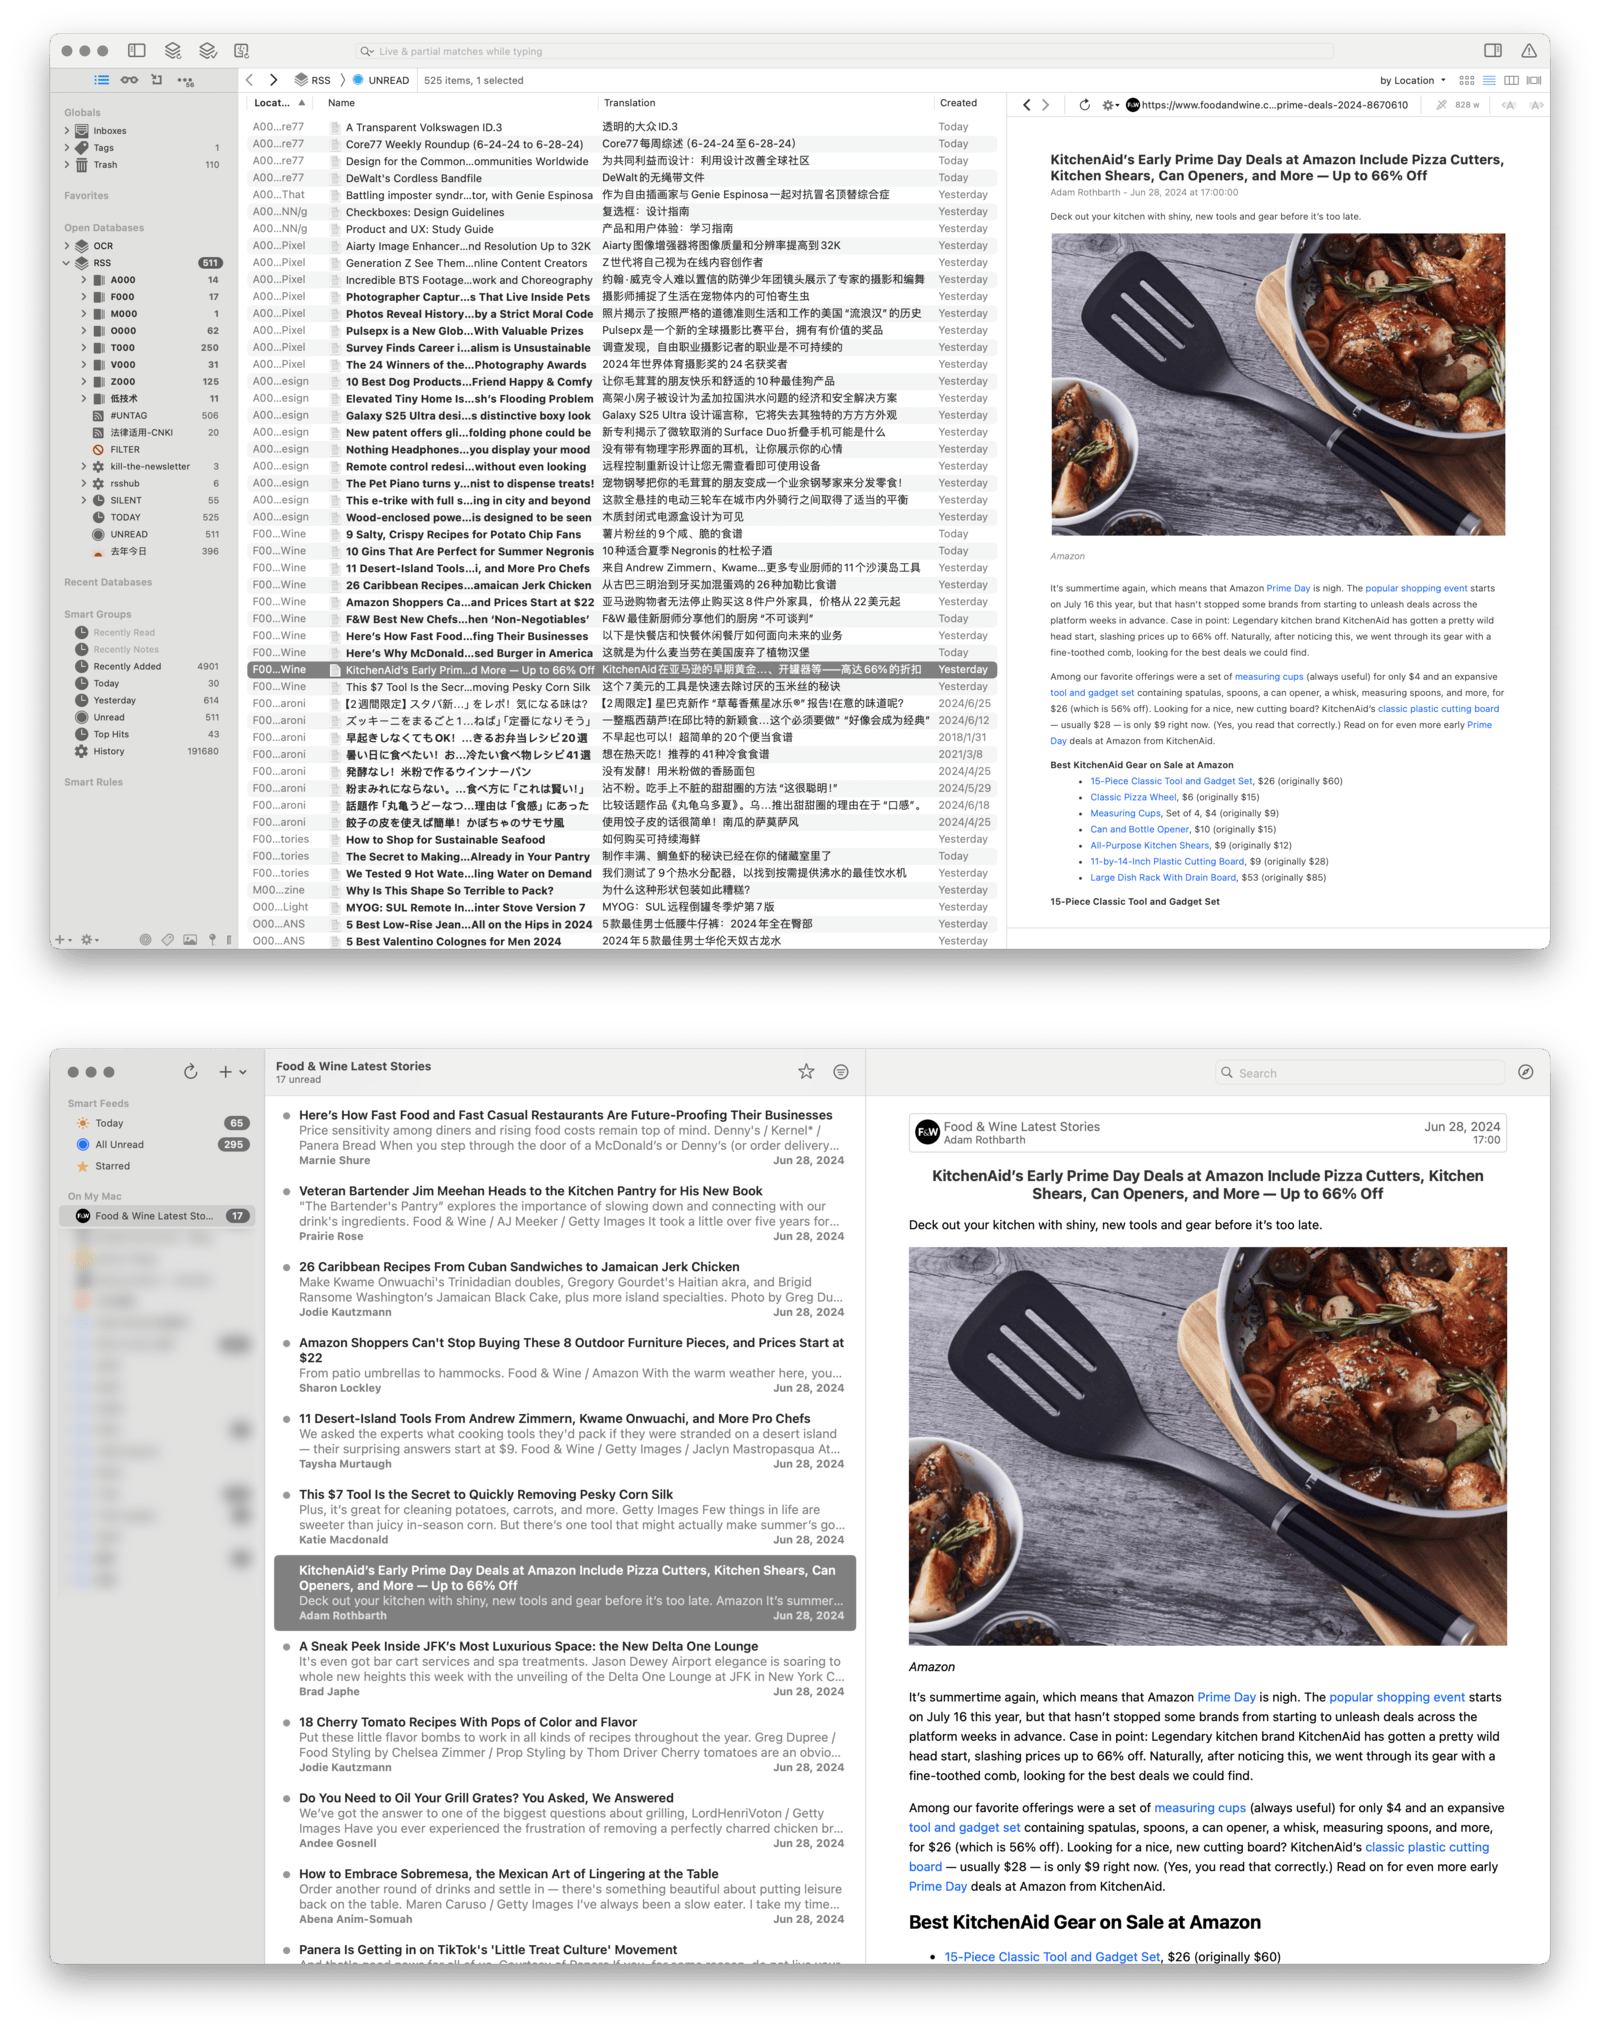 Live & partial matches while typing
RSS 〉 UNREAD 525 items, 1 selected
by Location
Globals
Inboxes
Tags 1
Trash 110
Favorites
Open Databases
OCR
RSS 511
A000 14
F000 17
M000 1
O000 62
T000 250
V000 31
Z000 125
低技术 11
#UNTAG 506
法律适用-CNKI 20
FILTER
kill-the-newsletter 3
rsshub 6
SILENT 55
TODAY 525
UNREAD 511
去年今日 396
Recent Databases
Smart Groups
Recently Read
Recently Notes
Recently Added 4901
Today 30
Yesterday 614
Unread 511
Top Hits 43
History 191680
Smart Rules
Locat... Name Translation Created
A00...re77 A Transparent Volkswagen ID.3 透明的大众ID.3 Today
A00...re77 Core77 Weekly Roundup (6-24-24 to 6-28-24) Core77每周综述 (6-24-24 至 6-28-24) Today
A00...re77 Design for the Common...ommunities Worldwide 为共同利益而设计：利用设计改善全球社区 Today
A00...re77 DeWalt's Cordless Bandfile DeWalt的无绳带文件 Today
A00...That Battling imposter syndr...tor, with Genie Espinosa 作为自由插画家与Genie Espinosa一起对抗冒名顶替综合症 Yesterday
A00...NN/g Checkboxes: Design Guidelines 复选框：设计指南 Yesterday
A00...NN/g Product and UX: Study Guide 产品和用户体验：学习指南 Yesterday
A00...Pixel Aiarty Image Enhancer...nd Resolution Up to 32K Aiarty图像增强器将图像质量和分辨率提高到32K Yesterday
A00...Pixel Generation Z See Them...nline Content Creators Z世代将自己视为在线内容创作者 Yesterday
A00...Pixel Incredible BTS Footage...work and Choreography 约翰·威克令人难以置信的防弹少年团镜头展示了专家的摄影和编舞 Yesterday
A00...Pixel Photographer Captur...s That Live Inside Pets 摄影师捕捉了生活在宠物体内的可怕寄生虫 Yesterday
A00...Pixel Photos Reveal History...by a Strict Moral Code 照片揭示了按照严格的道德准则生活和工作的美国“流浪汉”的历史 Yesterday
A00...Pixel Pulsepx is a New Glob...With Valuable Prizes Pulsepx是一个新的全球摄影比赛平台，拥有有价值的奖品 Yesterday
A00...Pixel Survey Finds Career i...alism is Unsustainable 调查发现，自由职业摄影记者的职业是不可持续的 Yesterday
A00...Pixel The 24 Winners of the...Photography Awards 2024年世界体育摄影奖的24名获奖者 Yesterday
A00...esign 10 Best Dog Products...Friend Happy & Comfy 让你毛茸茸的朋友快乐和舒适的10种最佳狗产品 Yesterday
A00...esign Elevated Tiny Home Is...sh's Flooding Problem 高架小房子被设计为孟加拉国洪水问题的经济和安全解决方案 Yesterday
A00...esign Galaxy S25 Ultra desi...s distinctive boxy look Galaxy S25 Ultra 设计谣言称，它将失去其独特的方方方外观 Yesterday
A00...esign New patent offers gli...folding phone could be 新专利揭示了微软取消的Surface Duo折叠手机可能是什么 Yesterday
A00...esign Nothing Headphones...you display your mood 没有带有物理字形界面的耳机，让你展示你的心情 Yesterday
A00...esign Remote control redesi...without even looking 远程控制重新设计让您无需查看即可使用设备 Yesterday
A00...esign The Pet Piano turns y...nist to dispense treats! 宠物钢琴把你的毛茸茸的朋友变成一个业余钢琴家来分发零食！ Yesterday
A00...esign This e-trike with full s...ing in city and beyond 这款全悬挂的电动三轮车在城市内外骑行之间取得了适当的平衡 Yesterday
A00...esign Wood-enclosed powe...is designed to be seen 木质封闭式电源盒设计为可见 Yesterday
F00...Wine 9 Salty, Crispy Recipes for Potato Chip Fans 薯片粉丝的9个咸、脆的食谱 Today
F00...Wine 10 Gins That Are Perfect for Summer Negronis 10种适合夏季Negronis的杜松子酒 Today
F00...Wine 11 Desert-Island Tools...i, and More Pro Chefs 来自Andrew Zimmern、Kwame...更多专业厨师的11个沙漠岛工具 Yesterday
F00...Wine 26 Caribbean Recipes...amaican Jerk Chicken 从古巴三明治到牙买加混蛋鸡的26种加勒比食谱 Yesterday
F00...Wine Amazon Shoppers Ca...and Prices Start at $22 亚马逊购物者无法停止购买这8件户外家具，价格从22美元起 Yesterday
F00...Wine F&W Best New Chefs...hen ‘Non-Negotiables’ F&W最佳新厨师分享他们的厨房“不可谈判” Today
F00...Wine Here's How Fast Food...fing Their Businesses 以下是快餐店和快餐休闲餐厅如何面向未来的业务 Yesterday
F00...Wine Here's Why McDonald...sed Burger in America 这就是为什么麦当劳在美国废弃了植物汉堡 Today
F00...Wine KitchenAid's Early Prim...d More — Up to 66% Off KitchenAid在亚马逊的早期黄金...、开罐器等——高达66%的折扣 Yesterday
F00...Wine This $7 Tool Is the Secr...moving Pesky Corn Silk 这个7美元的工具是快速去除讨厌的玉米丝的秘诀 Yesterday
F00...aroni 【2週間限定】スタバ新...」をレポ！気になる味は？ 【2周限定】星巴克新作“草莓香蕉星冰乐®”报告!在意的味道呢? 2024/6/25
F00...aroni ズッキーニをまるごと1...ねば」「定番になりそう」 一整瓶西葫芦!在邱比特的新颖食...这个必须要做” “好像会成为经典” 2024/6/12
F00...aroni 早起きしなくてもOK！...きるお弁当レシピ20選 不早起也可以！超简单的20个便当食谱 2018/1/31
F00...aroni 暑い日に食べたい！お...冷たい食べ物レシピ41選 想在热天吃！推荐的41种冷食食谱 2021/3/8
F00...aroni 発酵なし！米粉で作るウインナーパン 没有发酵！用米粉做的香肠面包 2024/4/25
F00...aroni 粉まみれにならない。...食べ方に「これは賢い！」 沾不粉。吃手上不脏的甜甜圈的方法“这很聪明！” 2024/5/29
F00...aroni 話題作「丸亀うどーなつ...理由は「食感」にあった 比较话题作品《丸龟乌多夏》。乌...推出甜甜圈的理由在于“口感”。 2024/6/18
F00...aroni 餃子の皮を使えば簡単！かぼちゃのサモサ風 使用饺子皮的话很简单！南瓜的萨莫萨风 2024/4/25
F00...tories How to Shop for Sustainable Seafood 如何购买可持续海鲜 Yesterday
F00...tories The Secret to Making...Already in Your Pantry 制作丰满、鲷鱼虾的秘诀已经在你的储藏室里了 Today
F00...tories We Tested 9 Hot Wate...ling Water on Demand 我们测试了9个热水分配器，以找到按需提供沸水的最佳饮水机 Yesterday
M00...zine Why Is This Shape So Terrible to Pack? 为什么这种形状包装如此糟糕? Yesterday
O00...Light MYOG: SUL Remote In...inter Stove Version 7 MYOG：SUL远程倒罐冬季炉第7版 Yesterday
O00...ANS 5 Best Low-Rise Jean...All on the Hips in 2024 5款最佳男士低腰牛仔裤：2024年全在臀部 Yesterday
O00...ANS 5 Best Valentino Colognes for Men 2024 2024年5款最佳男士华伦天奴古龙水 Yesterday
F&W https://www.foodandwine.c...prime-deals-2024-8670610 828 w
KitchenAid's Early Prime Day Deals at Amazon Include Pizza Cutters,
Kitchen Shears, Can Openers, and More — Up to 66% Off
Adam Rothbarth - Jun 28, 2024 at 17:00:00
Deck out your kitchen with shiny, new tools and gear before it's too late.
Amazon
It's summertime again, which means that Amazon Prime Day is nigh. The popular shopping event starts
on July 16 this year, but that hasn't stopped some brands from starting to unleash deals across the
platform weeks in advance. Case in point: Legendary kitchen brand KitchenAid has gotten a pretty wild
head start, slashing prices up to 66% off. Naturally, after noticing this, we went through its gear with a
fine-toothed comb, looking for the best deals we could find.
Among our favorite offerings were a set of measuring cups (always useful) for only $4 and an expansive
tool and gadget set containing spatulas, spoons, a can opener, a whisk, measuring spoons, and more, for
$26 (which is 56% off). Looking for a nice, new cutting board? KitchenAid's classic plastic cutting board
— usually $28 — is only $9 right now. (Yes, you read that correctly.) Read on for even more early Prime
Day deals at Amazon from KitchenAid.
Best KitchenAid Gear on Sale at Amazon
• 15-Piece Classic Tool and Gadget Set, $26 (originally $60)
• Classic Pizza Wheel, $6 (originally $15)
• Measuring Cups, Set of 4, $4 (originally $9)
• Can and Bottle Opener, $10 (originally $15)
• All-Purpose Kitchen Shears, $9 (originally $12)
• 11-by-14-Inch Plastic Cutting Board, $9 (originally $28)
• Large Dish Rack With Drain Board, $53 (originally $85)
15-Piece Classic Tool and Gadget Set
Smart Feeds
Today 65
All Unread 295
Starred
On My Mac
F&W Food & Wine Latest Sto... 17
Food & Wine Latest Stories
17 unread
Here's How Fast Food and Fast Casual Restaurants Are Future-Proofing Their Businesses
Price sensitivity among diners and rising food costs remain top of mind. Denny's / Kernel* /
Panera Bread When you step through the door of a McDonald's or Denny's (or order delivery...
Marnie Shure Jun 28, 2024
Veteran Bartender Jim Meehan Heads to the Kitchen Pantry for His New Book
"The Bartender's Pantry" explores the importance of slowing down and connecting with our
drink's ingredients. Food & Wine / AJ Meeker / Getty Images It took a little over five years for...
Prairie Rose Jun 28, 2024
26 Caribbean Recipes From Cuban Sandwiches to Jamaican Jerk Chicken
Make Kwame Onwuachi's Trinidadian doubles, Gregory Gourdet's Haitian akra, and Brigid
Ransome Washington's Jamaican Black Cake, plus more island specialties. Photo by Greg Du...
Jodie Kautzmann Jun 28, 2024
Amazon Shoppers Can't Stop Buying These 8 Outdoor Furniture Pieces, and Prices Start at
$22
From patio umbrellas to hammocks. Food & Wine / Amazon With the warm weather here, you...
Sharon Lockley Jun 28, 2024
11 Desert-Island Tools From Andrew Zimmern, Kwame Onwuachi, and More Pro Chefs
We asked the experts what cooking tools they'd pack if they were stranded on a desert island
— their surprising answers start at $9. Food & Wine / Getty Images / Jaclyn Mastropasqua At...
Taysha Murtaugh Jun 28, 2024
This $7 Tool Is the Secret to Quickly Removing Pesky Corn Silk
Plus, it's great for cleaning potatoes, carrots, and more. Getty Images Few things in life are
sweeter than juicy in-season corn. But there's one tool that might actually make summer's go...
Katie Macdonald Jun 28, 2024
KitchenAid's Early Prime Day Deals at Amazon Include Pizza Cutters, Kitchen Shears, Can
Openers, and More — Up to 66% Off
Deck out your kitchen with shiny, new tools and gear before it's too late. Amazon It's summer...
Adam Rothbarth Jun 28, 2024
A Sneak Peek Inside JFK's Most Luxurious Space: the New Delta One Lounge
It's even got bar cart services and spa treatments. Jason Dewey Airport elegance is soaring to
whole new heights this week with the unveiling of the Delta One Lounge at JFK in New York C...
Brad Japhe Jun 28, 2024
18 Cherry Tomato Recipes With Pops of Color and Flavor
Put these little flavor bombs to work in all kinds of recipes throughout the year. Greg Dupree /
Food Styling by Chelsea Zimmer / Prop Styling by Thom Driver Cherry tomatoes are an obvio...
Jodie Kautzmann Jun 28, 2024
Do You Need to Oil Your Grill Grates? You Asked, We Answered
We've got the answer to one of the biggest questions about grilling, LordHenriVoton / Getty
Images Have you ever experienced the frustration of removing a perfectly charred chicken br...
Andee Gosnell Jun 28, 2024
How to Embrace Sobremesa, the Mexican Art of Lingering at the Table
Order another round of drinks and settle in — there's something beautiful about putting leisure
back on the table. Maren Caruso / Getty Images I've always been a slow eater. I take my time...
Abena Anim-Somuah Jun 28, 2024
Panera Is Getting in on TikTok's 'Little Treat Culture' Movement
Search
F&W Food & Wine Latest Stories Jun 28, 2024
Adam Rothbarth 17:00
KitchenAid's Early Prime Day Deals at Amazon Include Pizza Cutters, Kitchen
Shears, Can Openers, and More — Up to 66% Off
Deck out your kitchen with shiny, new tools and gear before it's too late.
Amazon
It's summertime again, which means that Amazon Prime Day is nigh. The popular shopping event starts
on July 16 this year, but that hasn't stopped some brands from starting to unleash deals across the
platform weeks in advance. Case in point: Legendary kitchen brand KitchenAid has gotten a pretty wild
head start, slashing prices up to 66% off. Naturally, after noticing this, we went through its gear with a
fine-toothed comb, looking for the best deals we could find.
Among our favorite offerings were a set of measuring cups (always useful) for only $4 and an expansive
tool and gadget set containing spatulas, spoons, a can opener, a whisk, measuring spoons, and more,
for $26 (which is 56% off). Looking for a nice, new cutting board? KitchenAid's classic plastic cutting
board — usually $28 — is only $9 right now. (Yes, you read that correctly.) Read on for even more early
Prime Day deals at Amazon from KitchenAid.
Best KitchenAid Gear on Sale at Amazon
• 15-Piece Classic Tool and Gadget Set, $26 (originally $60)